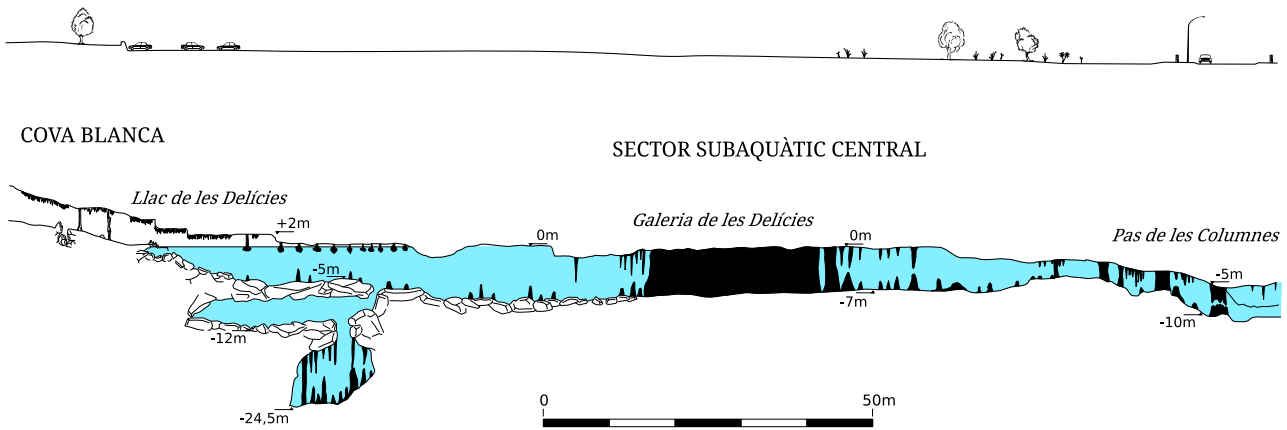 COVA BLANCA
SECTOR SUBAQUÀTIC CENTRAL
Llac de les Delícies
Galeria de les Delícies
+2m
0m
0m
Pas de les Columnes
-5m
-5m
-7m
-10m
-12m
-24,5m
0
50m